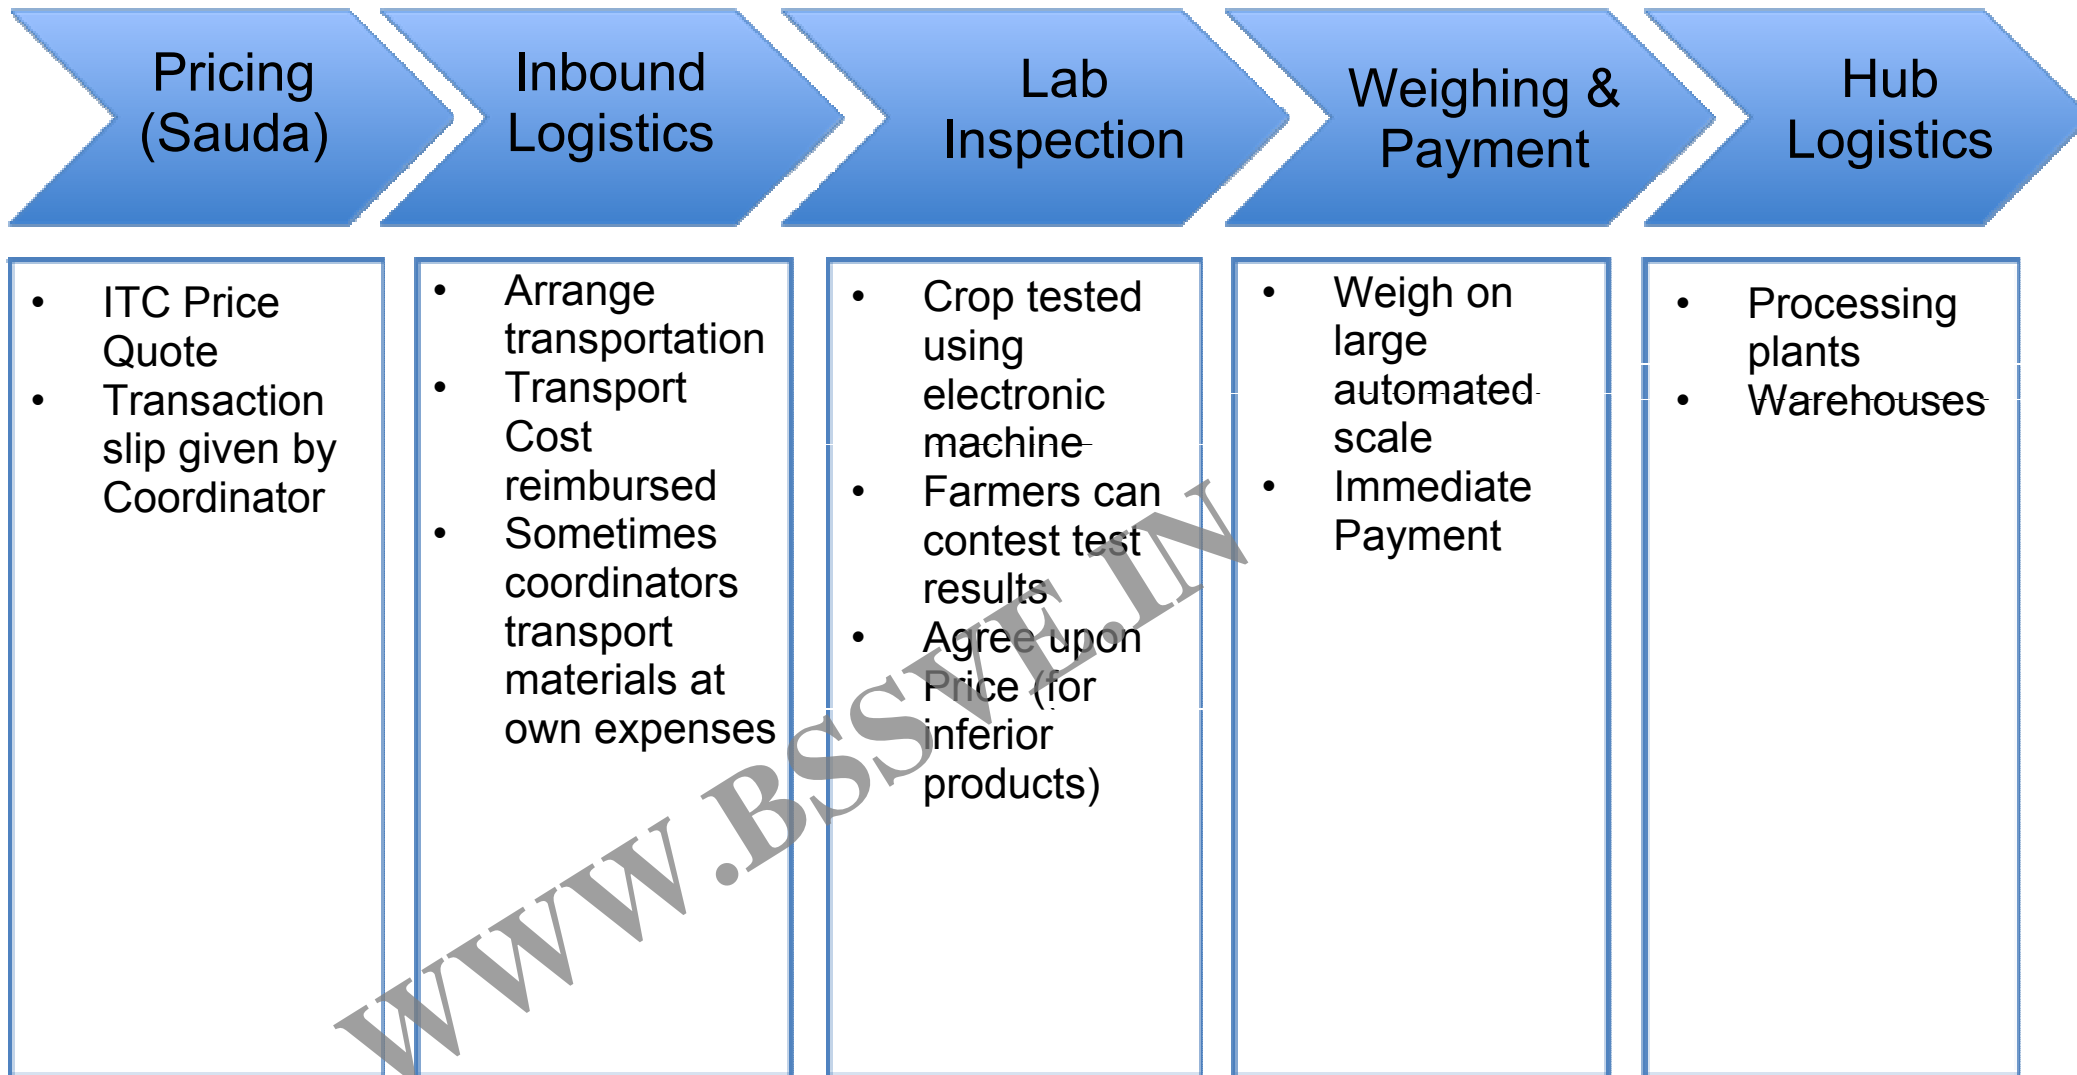 Pricing
(Sauda)
Inbound
Logistics
Lab
Inspection
Weighing &
Payment
Hub
Logistics
• ITC Price
Quote
• Transaction
slip given by
Coordinator
• Arrange
transportation
• Transport
Cost
reimbursed
• Sometimes
coordinators
transport
materials at
own expenses
• Crop tested
using
electronic
machine
• Farmers can
contest test
results
• Agree upon
Price (for
inferior
products)
• Weigh on
large
automated
scale
• Immediate
Payment
• Processing
plants
• Warehouses
WWW.BSSVE.IN